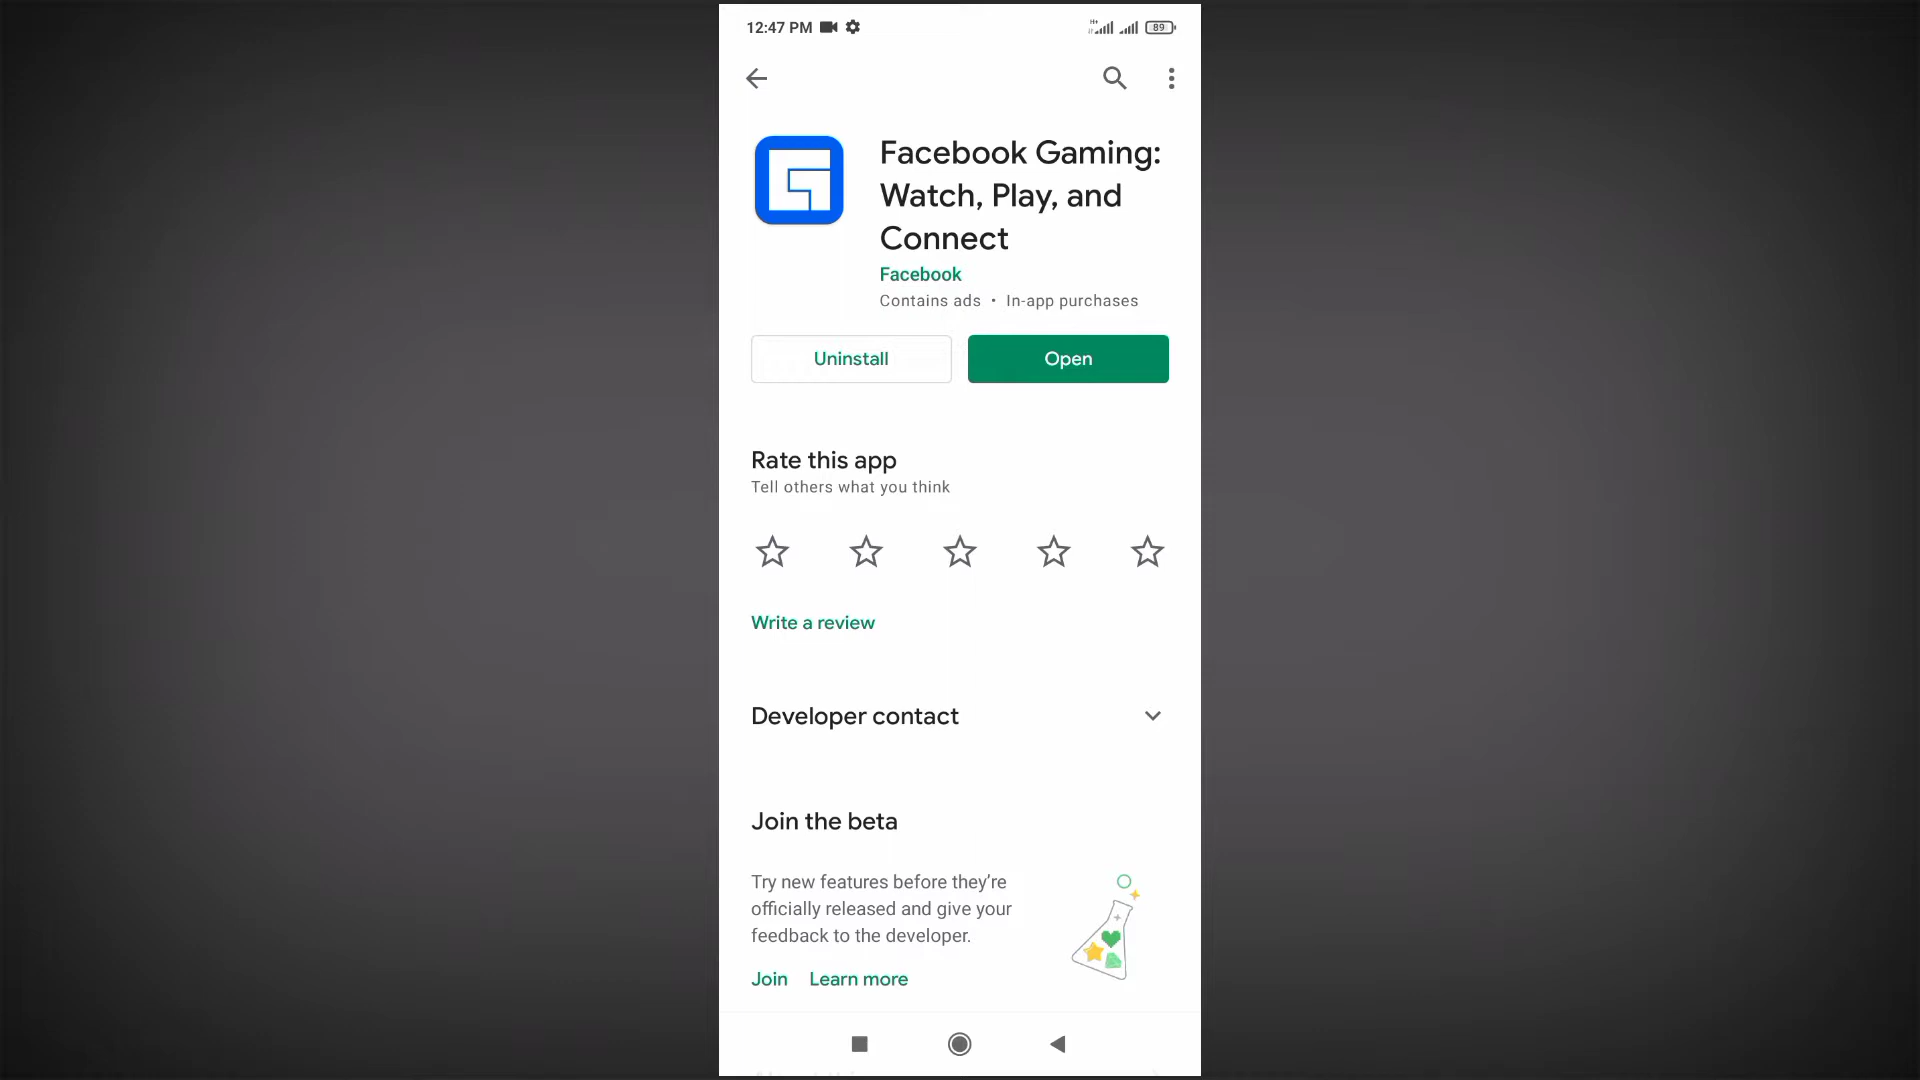 12:47 PM
H+
89
Facebook Gaming:
Watch, Play, and
Connect
Facebook
Contains ads • In-app purchases
Uninstall
Open
Rate this app
Tell others what you think
Write a review
Developer contact
Join the beta
Try new features before they’re
officially released and give your
feedback to the developer.
Join Learn more